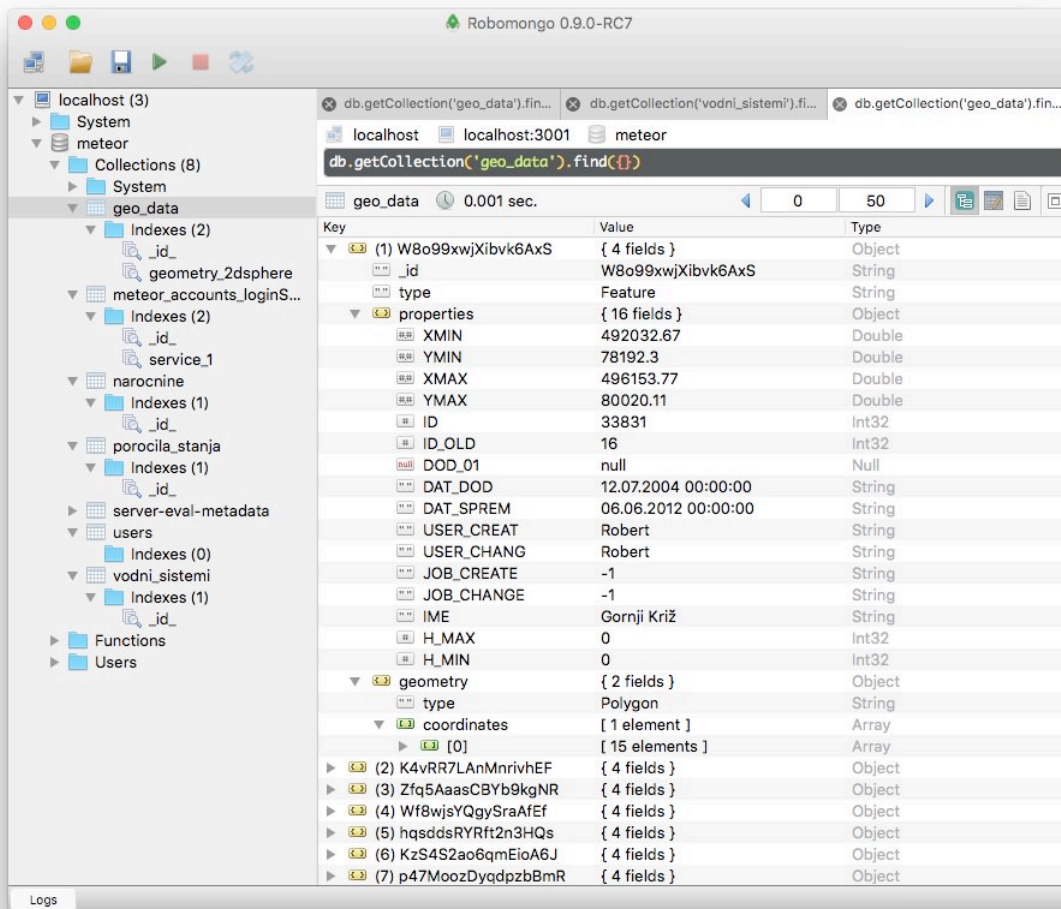 Robomongo 0.9.0-RC7
localhost (3)
System
meteor
Collections (8)
System
geo_data
Indexes (2)
_id_
geometry_2dsphere
meteor_accounts_loginS...
Indexes (2)
_id_
service_1
narocnine
Indexes (1)
_id_
porocila_stanja
Indexes (1)
_id_
server-eval-metadata
users
Indexes (0)
vodni_sistemi
Indexes (1)
_id_
Functions
Users
db.getCollection('geo_data').fin... db.getCollection('vodni_sistemi').fi... db.getCollection('geo_data').fin...
localhost localhost:3001 meteor
db.getCollection('geo_data').find({})
geo_data 0.001 sec. 0 50
Key Value Type
(1) W8o99xwjXibvk6AxS { 4 fields } Object
"" _id W8o99xwjXibvk6AxS String
"" type Feature String
properties { 16 fields } Object
#.# XMIN 492032.67 Double
#.# YMIN 78192.3 Double
#.# XMAX 496153.77 Double
#.# YMAX 80020.11 Double
# ID 33831 Int32
# ID_OLD 16 Int32
null DOD_01 null Null
"" DAT_DOD 12.07.2004 00:00:00 String
"" DAT_SPREM 06.06.2012 00:00:00 String
"" USER_CREAT Robert String
"" USER_CHANG Robert String
"" JOB_CREATE -1 String
"" JOB_CHANGE -1 String
"" IME Gornji Križ String
# H_MAX 0 Int32
# H_MIN 0 Int32
geometry { 2 fields } Object
"" type Polygon String
coordinates [ 1 element ] Array
[0] [ 15 elements ] Array
(2) K4vRR7LAnMnrivhEF { 4 fields } Object
(3) Zfq5AaasCBYb9kgNR { 4 fields } Object
(4) Wf8wjsYQgySraAfEf { 4 fields } Object
(5) hqsddsRYRft2n3HQs { 4 fields } Object
(6) KzS4S2ao6qmEioA6J { 4 fields } Object
(7) p47MoozDyqdpzbBmR { 4 fields } Object
Logs